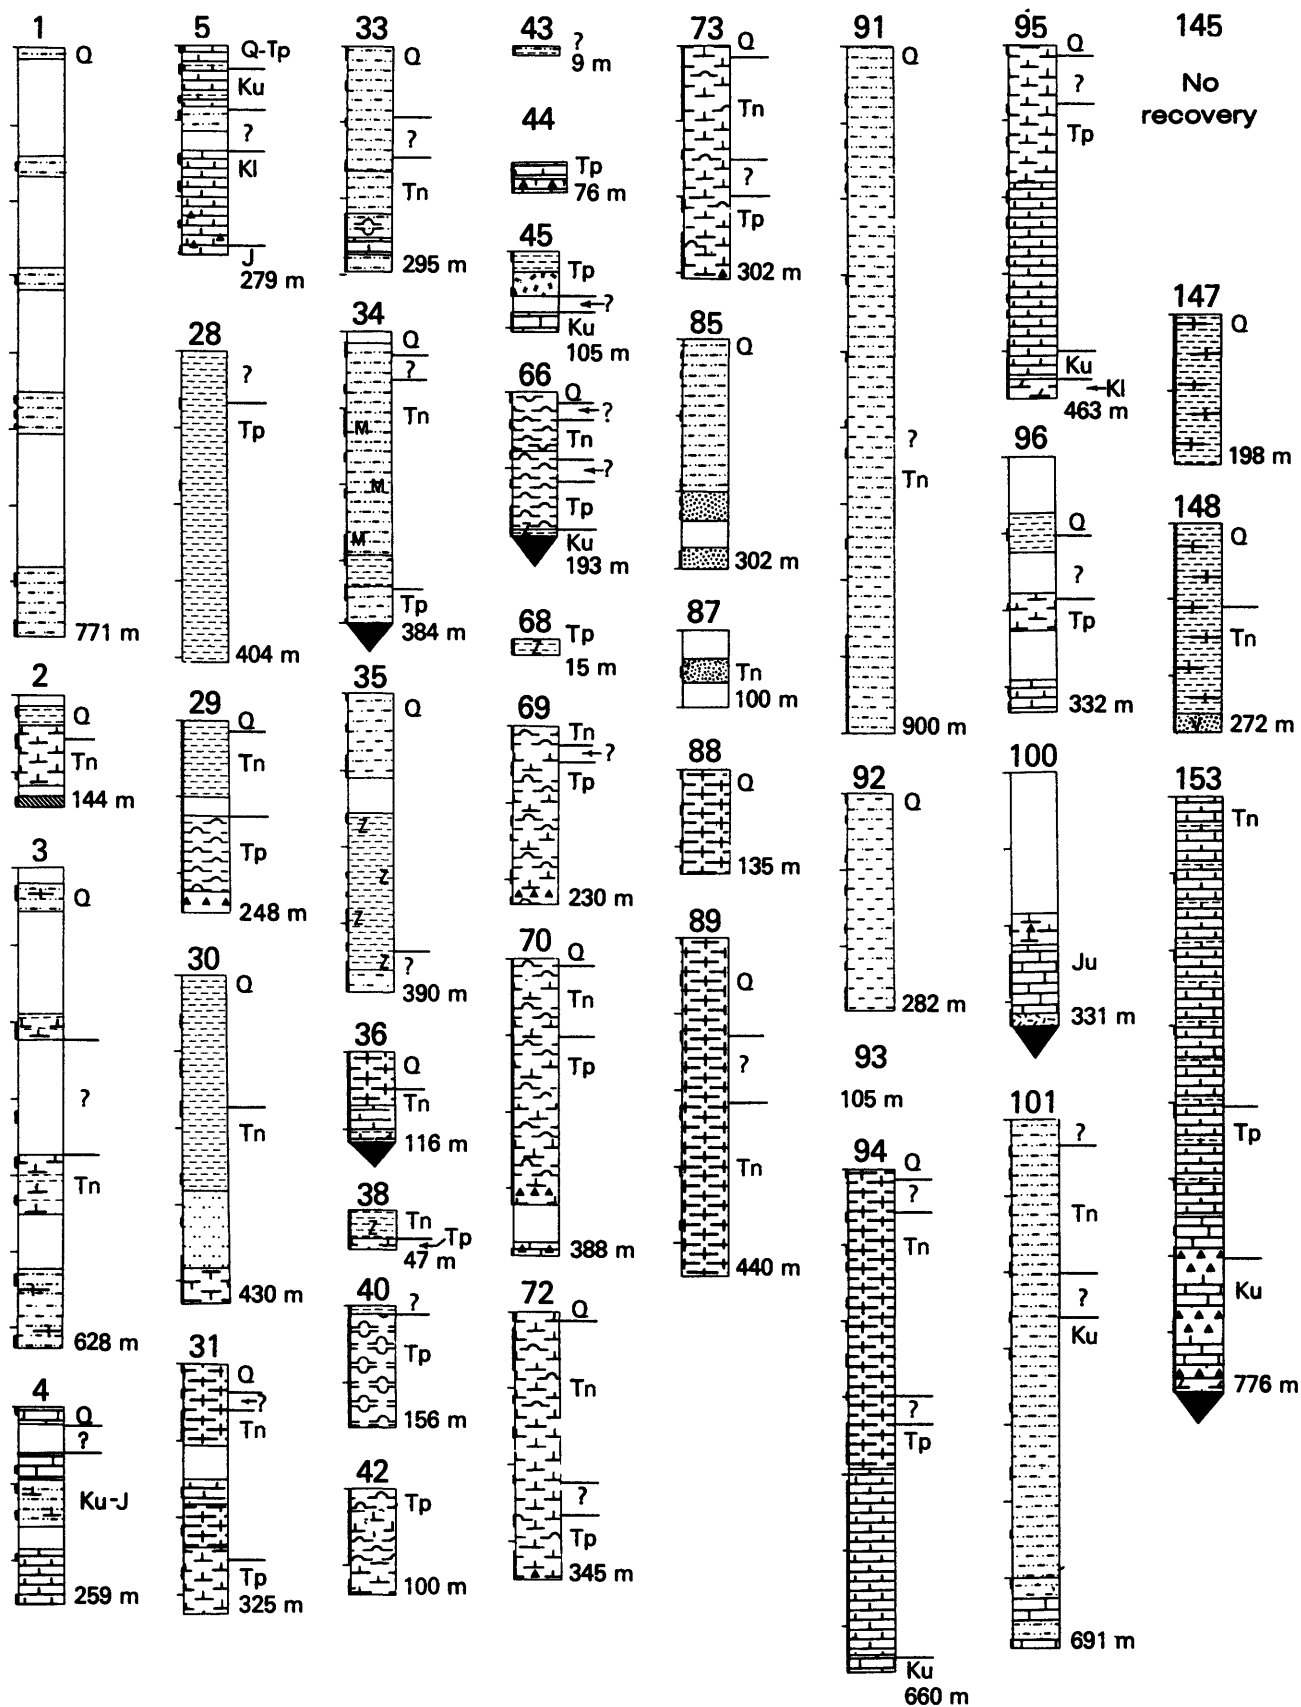 1
Q
771 m
2
Q
Tn
144 m
3
Q
?
Tn
628 m
4
Q
?
Ku-J
259 m
5
Q-Tp
Ku
?
Kl
J
279 m
28
?
Tp
404 m
29
Q
Tn
Tp
248 m
30
Q
Tn
430 m
31
Q
?
Tn
Tp
325 m
33
Q
?
Tn
295 m
34
Q
?
Tn
M
M
M
Tp
384 m
35
Q
Z
Z
Z
Z
?
390 m
36
Q
Tn
116 m
38
Tn
Z
Tp
47 m
40
?
Tp
156 m
42
Tp
100 m
43
?
9 m
44
Tp
76 m
45
Tp
?
Ku
105 m
66
Q
?
Tn
?
Tp
Z
Ku
193 m
68
Tp
Z
15 m
69
Tn
?
Tp
230 m
70
Q
Tn
Tp
388 m
72
Q
Tn
?
Tp
345 m
73
Q
Tn
?
Tp
302 m
85
Q
302 m
87
Tn
100 m
88
Q
135 m
89
Q
?
Tn
440 m
91
Q
?
Tn
900 m
92
Q
282 m
93
105 m
94
Q
?
Tn
?
Tp
Ku
660 m
95
Q
?
Tp
Ku
Kl
463 m
96
Q
?
Tp
332 m
100
Ju
331 m
101
?
Tn
?
Ku
691 m
145
No
recovery
147
Q
198 m
148
Q
Tn
V
272 m
153
Tn
Tp
Ku
Z
776 m